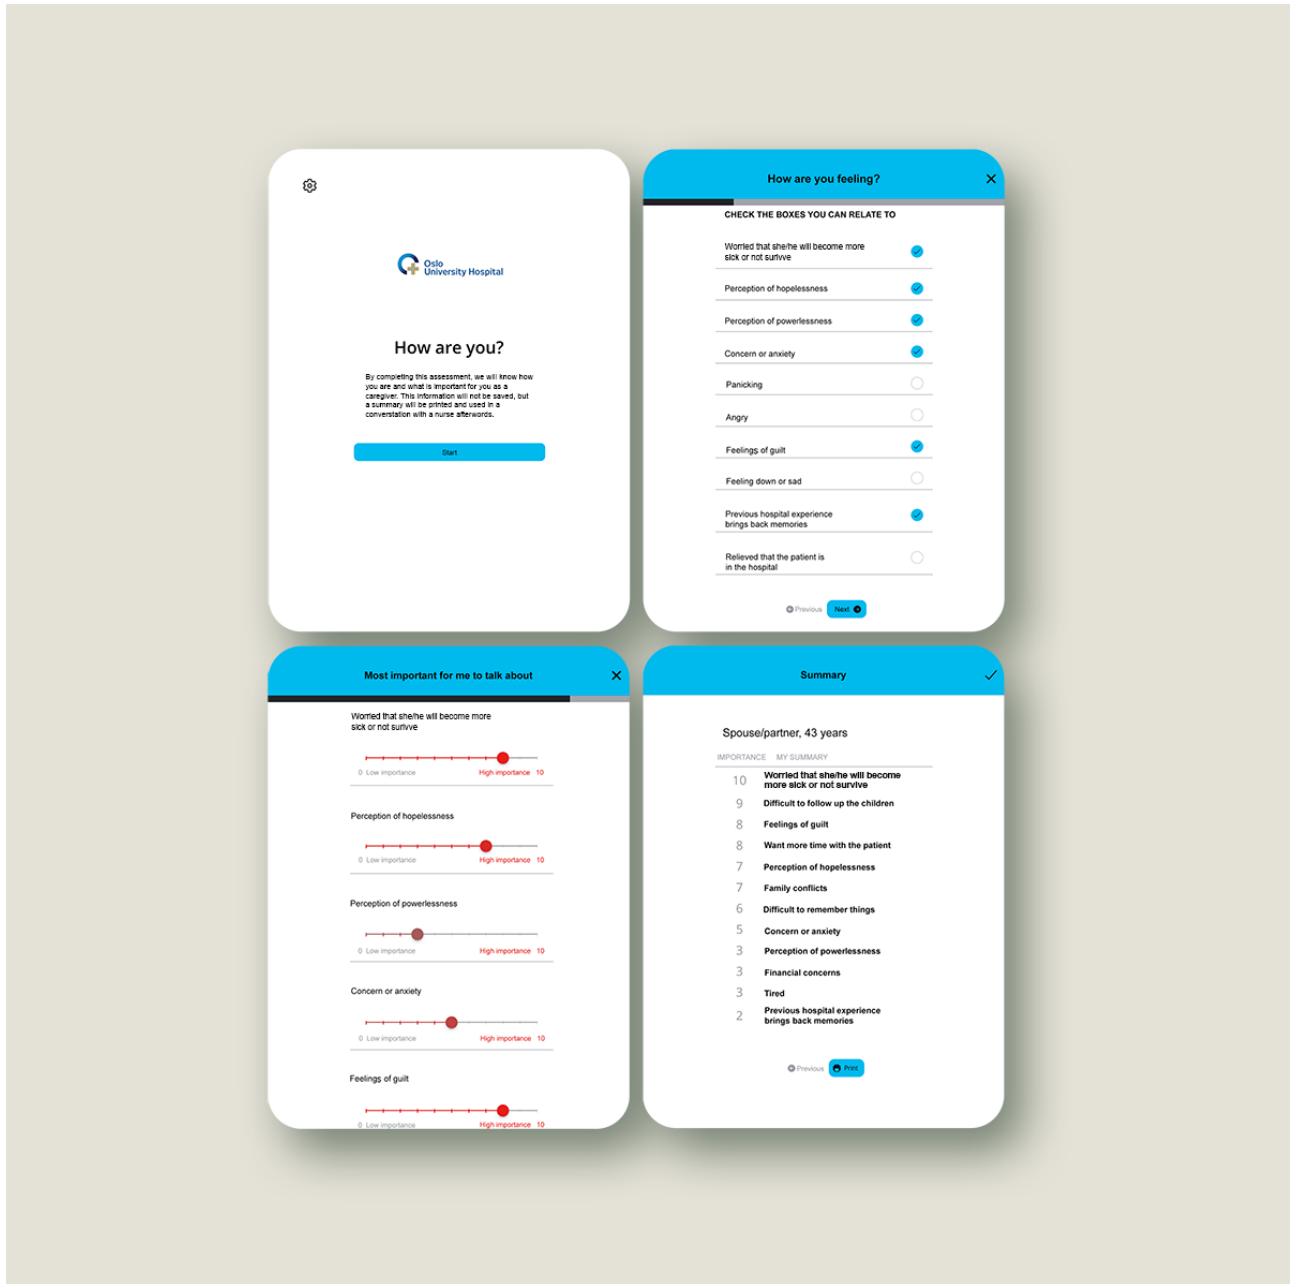 Oslo
University Hospital
How are you?
By completing this assessment, we will know how
you are and what is important for you as a
caregiver. This information will not be saved, but
a summary will be printed and used in a
converstation with a nurse afterwords.
Start
How are you feeling?
CHECK THE BOXES YOU CAN RELATE TO
Worried that she/he will become more
sick or not surivve
Perception of hopelessness
Perception of powerlessness
Concern or anxiety
Panicking
Angry
Feelings of guilt
Feeling down or sad
Previous hospital experience
brings back memories
Relieved that the patient is
in the hospital
Previous Next
Most important for me to talk about
Worried that she/he will become more
sick or not surivve
0 Low importance High importance 10
Perception of hopelessness
0 Low importance High importance 10
Perception of powerlessness
0 Low importance High importance 10
Concern or anxiety
0 Low importance High importance 10
Feelings of guilt
0 Low importance High importance 10
Summary
Spouse/partner, 43 years
IMPORTANCE MY SUMMARY
10 Worried that she/he will become
more sick or not survive
9 Difficult to follow up the children
8 Feelings of guilt
8 Want more time with the patient
7 Perception of hopelessness
7 Family conflicts
6 Difficult to remember things
5 Concern or anxiety
3 Perception of powerlessness
3 Financial concerns
3 Tired
2 Previous hospital experience
brings back memories
Previous Print